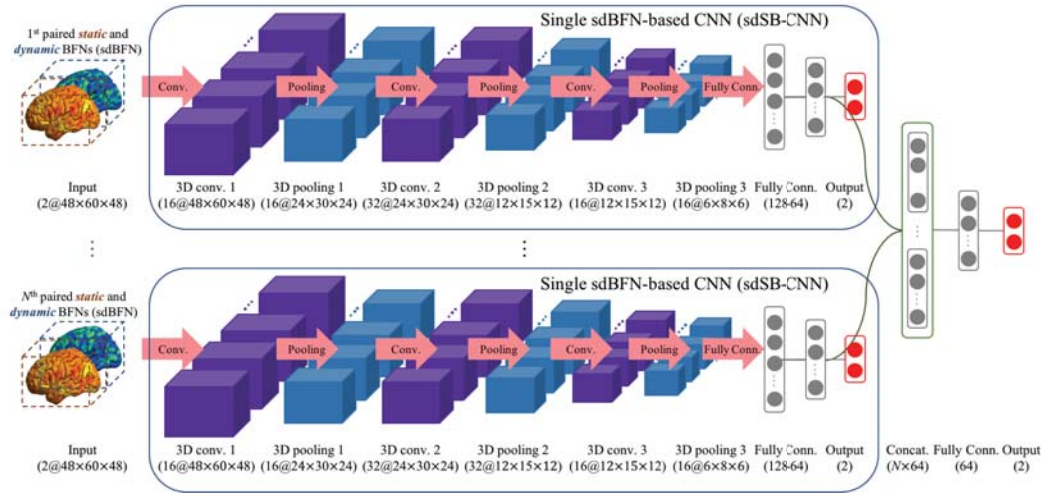 Single sdBFN-based CNN (sdSB-CNN)
1st paired static and
dynamic BFNs (sdBFN)
Conv. Pooling Conv. Pooling Conv. Pooling Fully Conn.
Input 3D conv. 1 3D pooling 1 3D conv. 2 3D pooling 2 3D conv. 3 3D pooling 3 Fully Conn. Output
(2@48×60×48) (16@48×60×48) (16@24×30×24) (32@24×30×24) (32@12×15×12) (16@12×15×12) (16@6×8×6) (128-64) (2)
Single sdBFN-based CNN (sdSB-CNN)
Nth paired static and
dynamic BFNs (sdBFN)
Conv. Pooling Conv. Pooling Conv. Pooling Fully Conn.
Input 3D conv. 1 3D pooling 1 3D conv. 2 3D pooling 2 3D conv. 3 3D pooling 3 Fully Conn. Output Concat. Fully Conn. Output
(2@48×60×48) (16@48×60×48) (16@24×30×24) (32@24×30×24) (32@12×15×12) (16@12×15×12) (16@6×8×6) (128-64) (2) (N×64) (64) (2)